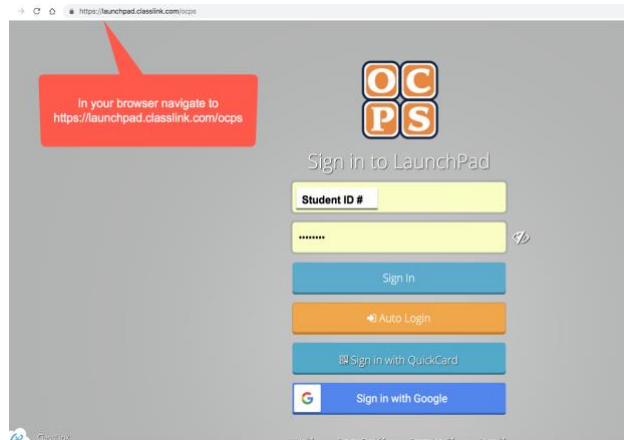 https://launchpad.classlink.com/ocps
In your browser navigate to
https://launchpad.classlink.com/ocps
OC
PS
Sign in to LaunchPad
Student ID #
••••••••
Sign In
Auto Login
Sign in with QuickCard
G
Sign in with Google
ClassLink